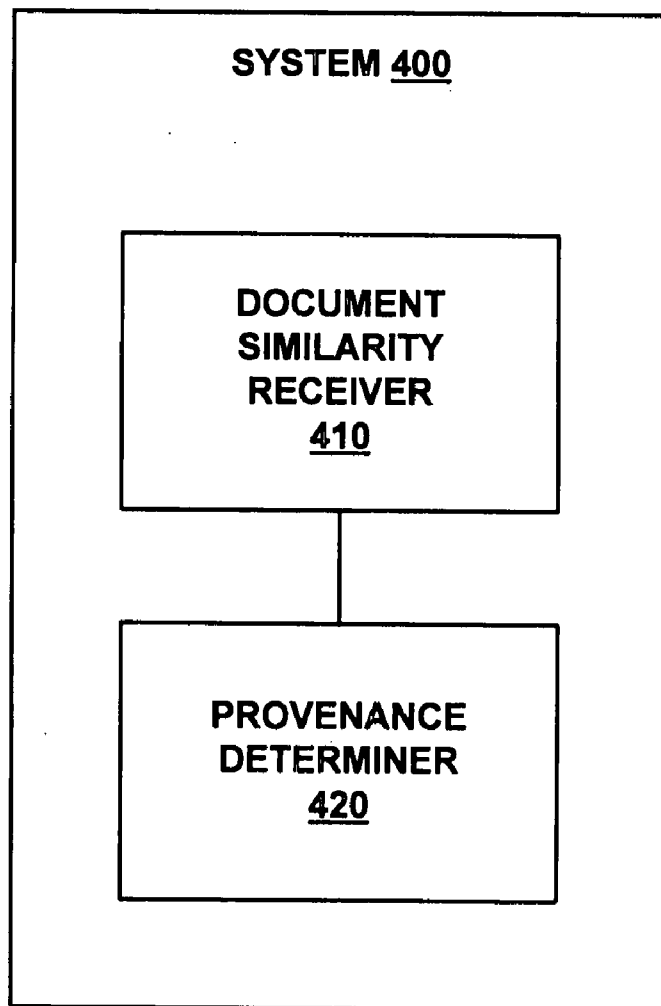 SYSTEM 400
DOCUMENT
SIMILARITY
RECEIVER
410
PROVENANCE
DETERMINER
420